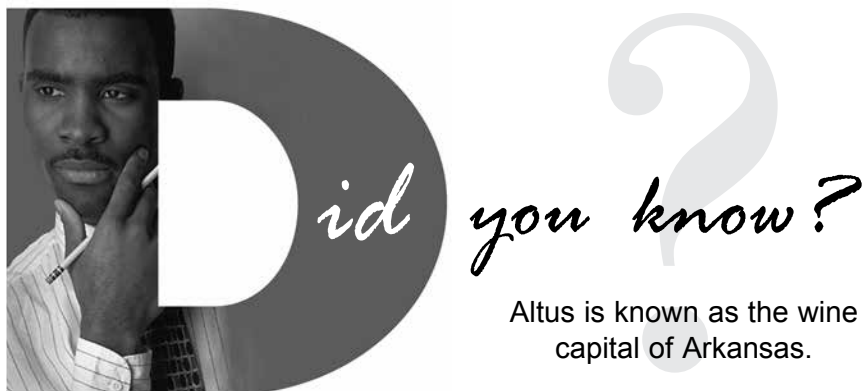 Did you know?
Altus is known as the wine
capital of Arkansas.